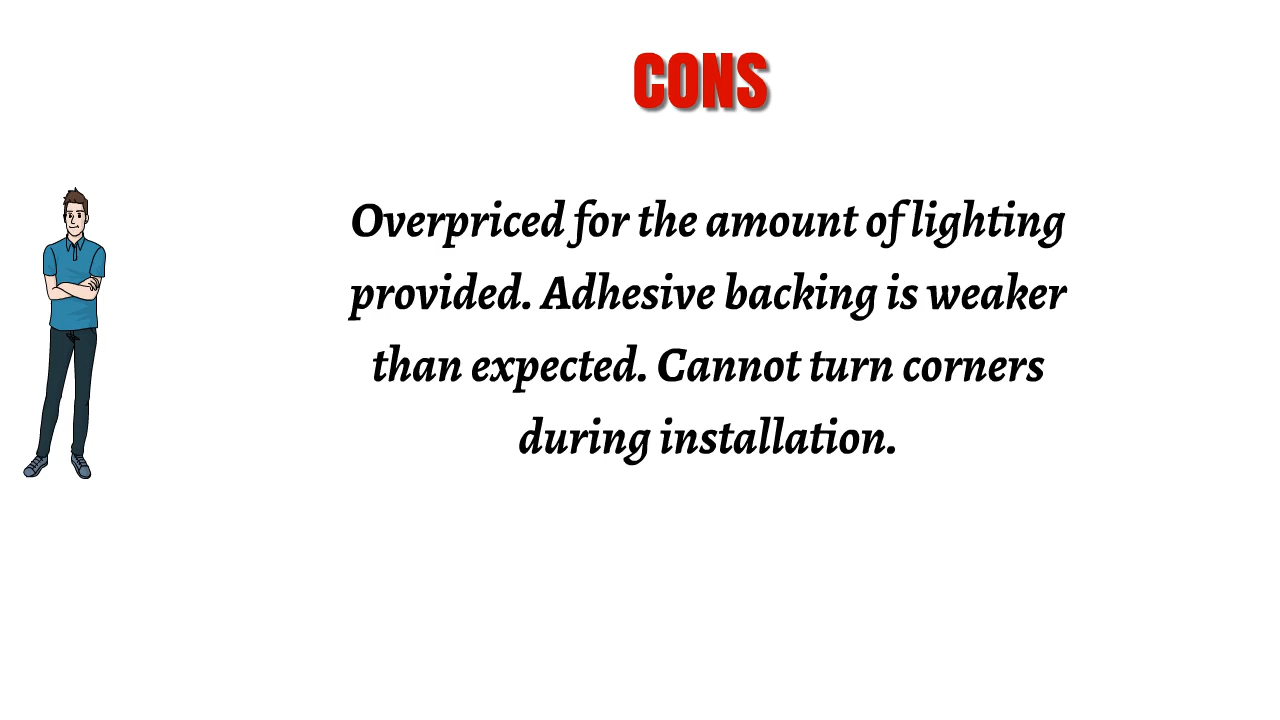 CONS
Overpriced for the amount of lighting
provided. Adhesive backing is weaker
than expected. Cannot turn corners
during installation.